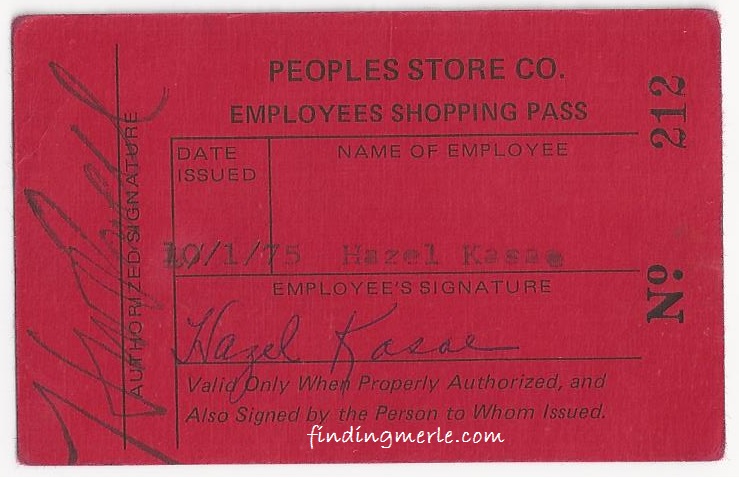 PEOPLES STORE CO.
EMPLOYEES SHOPPING PASS
DATE ISSUED
NAME OF EMPLOYEE
10/1/75 Hazel Kasae
EMPLOYEE'S SIGNATURE
Hazel Kasae
Valid Only When Properly Authorized, and
Also Signed by the Person to Whom Issued.
AUTHORIZED SIGNATURE
Nº. 212
findingmerle.com